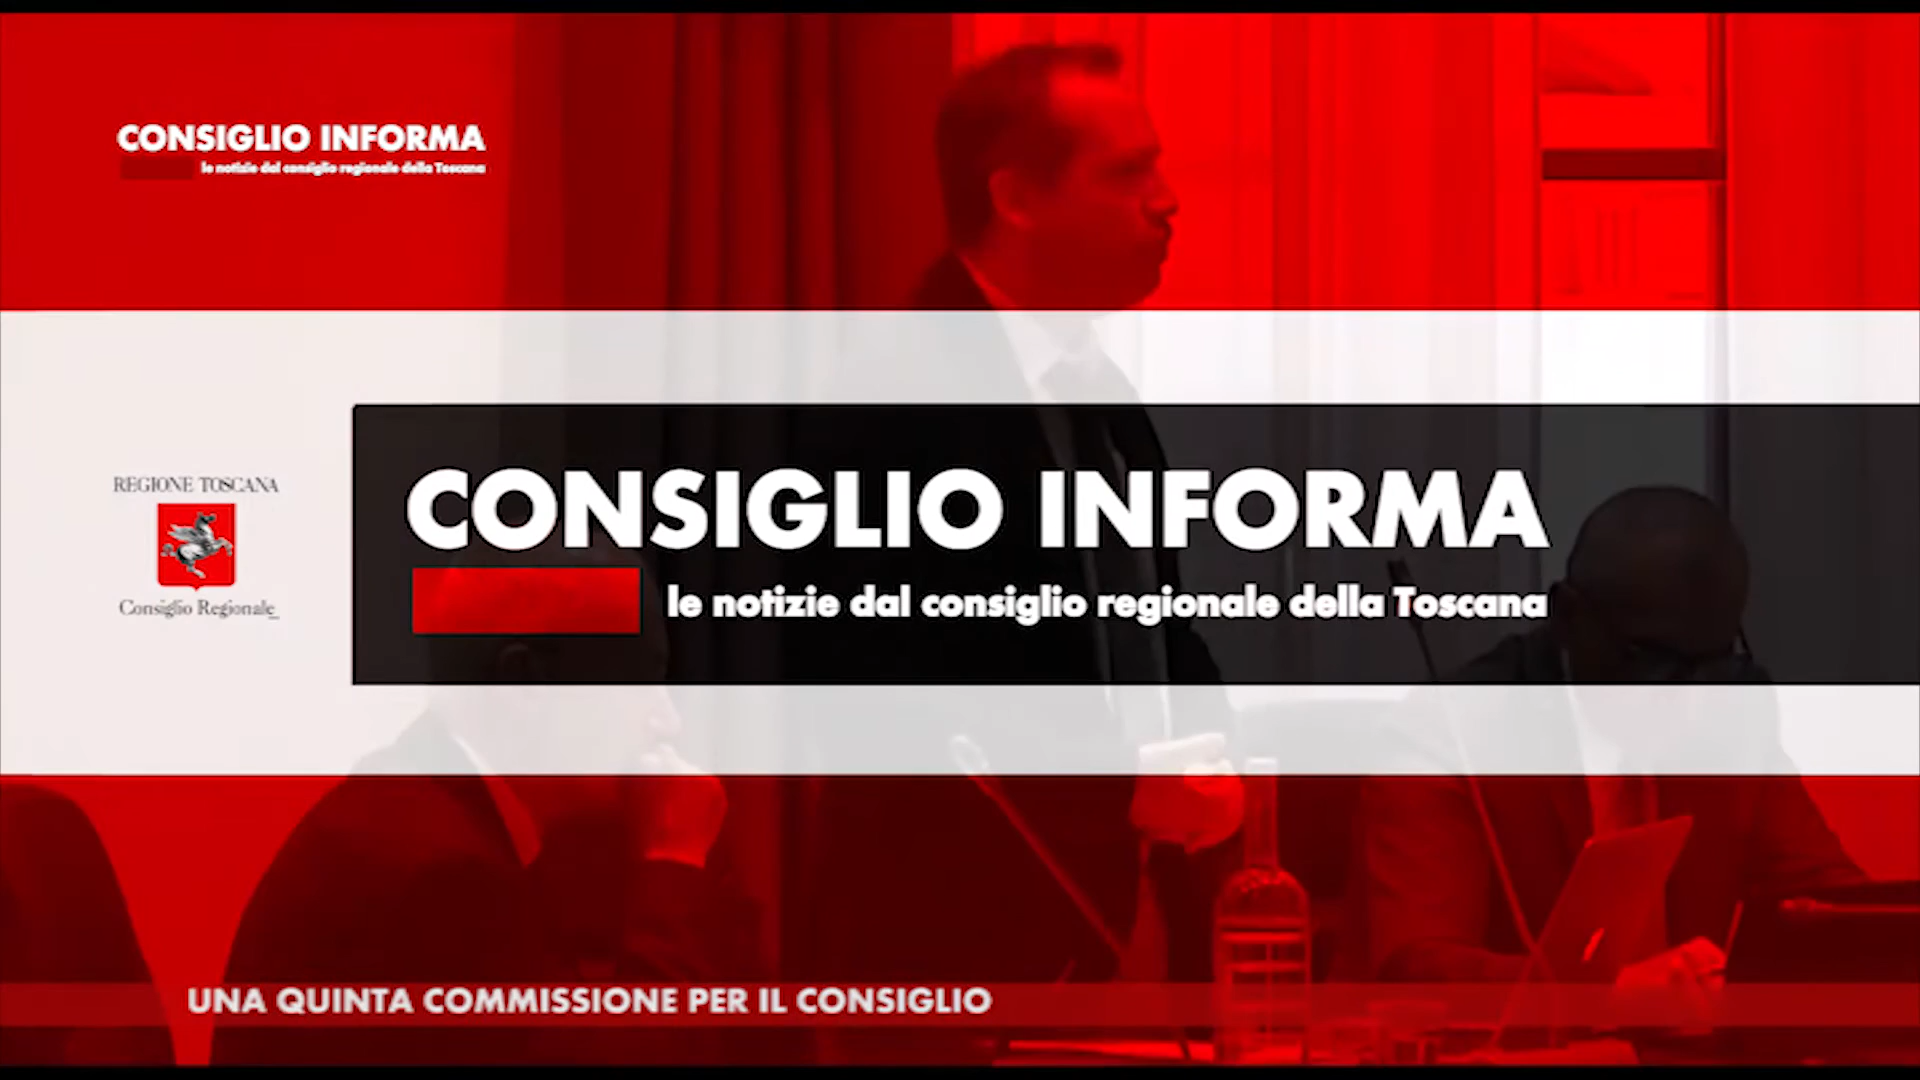 CONSIGLIO INFORMA
le notizie dal consiglio regionale della Toscana
REGIONE TOSCANA
Consiglio Regionale_
CONSIGLIO INFORMA
le notizie dal consiglio regionale della Toscana
UNA QUINTA COMMISSIONE PER IL CONSIGLIO